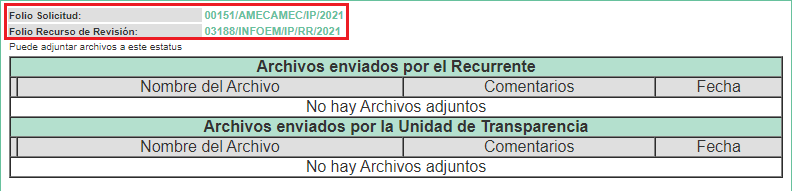 Folio Solicitud: 00151/AMECAMEC/IP/2021
Folio Recurso de Revisión: 03188/INFOEM/IP/RR/2021
Puede adjuntar archivos a este estatus
Archivos enviados por el Recurrente
Nombre del Archivo Comentarios Fecha
No hay Archivos adjuntos
Archivos enviados por la Unidad de Transparencia
Nombre del Archivo Comentarios Fecha
No hay Archivos adjuntos